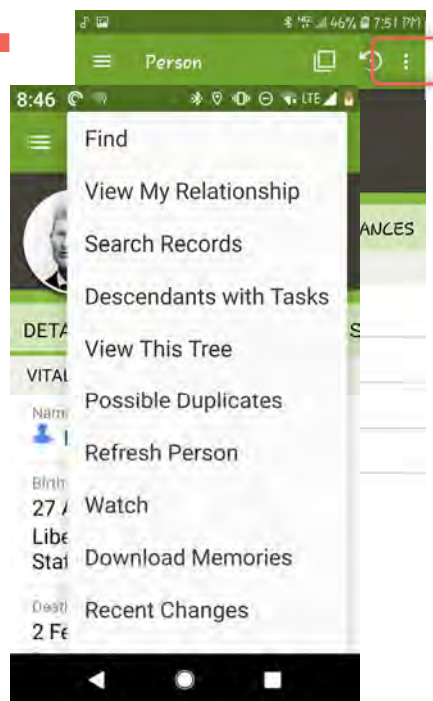 46% 7:51 PM
Person
8:46 LTE
Find
View My Relationship
ANCES
Search Records
Descendants with Tasks
DETA
S
View This Tree
VITAL
Possible Duplicates
Nam
Refresh Person
Birth
27 A
Watch
Libe
Stat
Download Memories
Death
Recent Changes
2 Fe